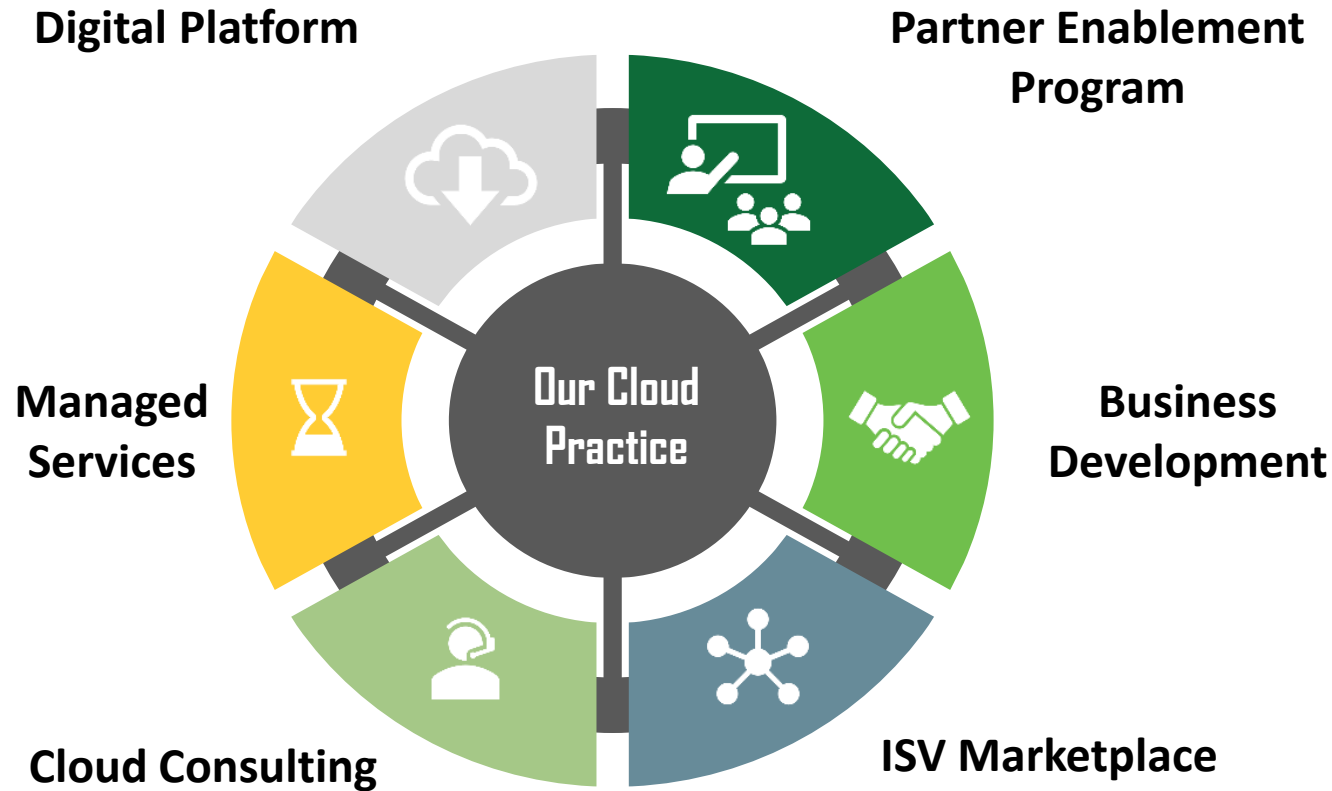 Digital Platform
Partner Enablement
Program
Our Cloud
Practice
Managed
Services
Business
Development
Cloud Consulting
ISV Marketplace